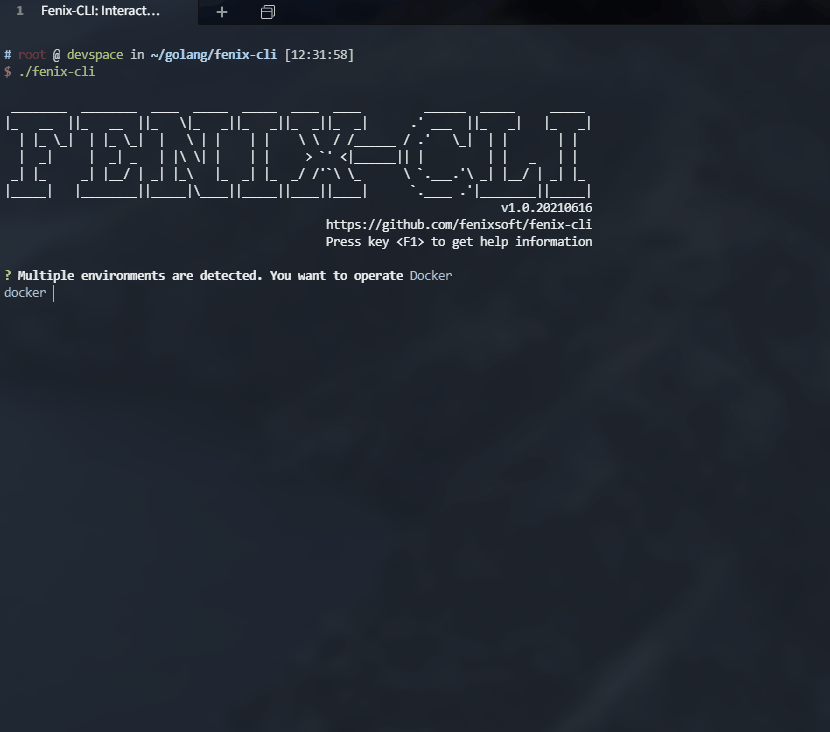 1 Fenix-CLI: Interact...
# root @ devspace in ~/golang/fenix-cli [12:31:58]
$ ./fenix-cli
FENIX-CLI
v1.0.20210616
https://github.com/fenixsoft/fenix-cli
Press key <F1> to get help information
? Multiple environments are detected. You want to operate Docker
docker